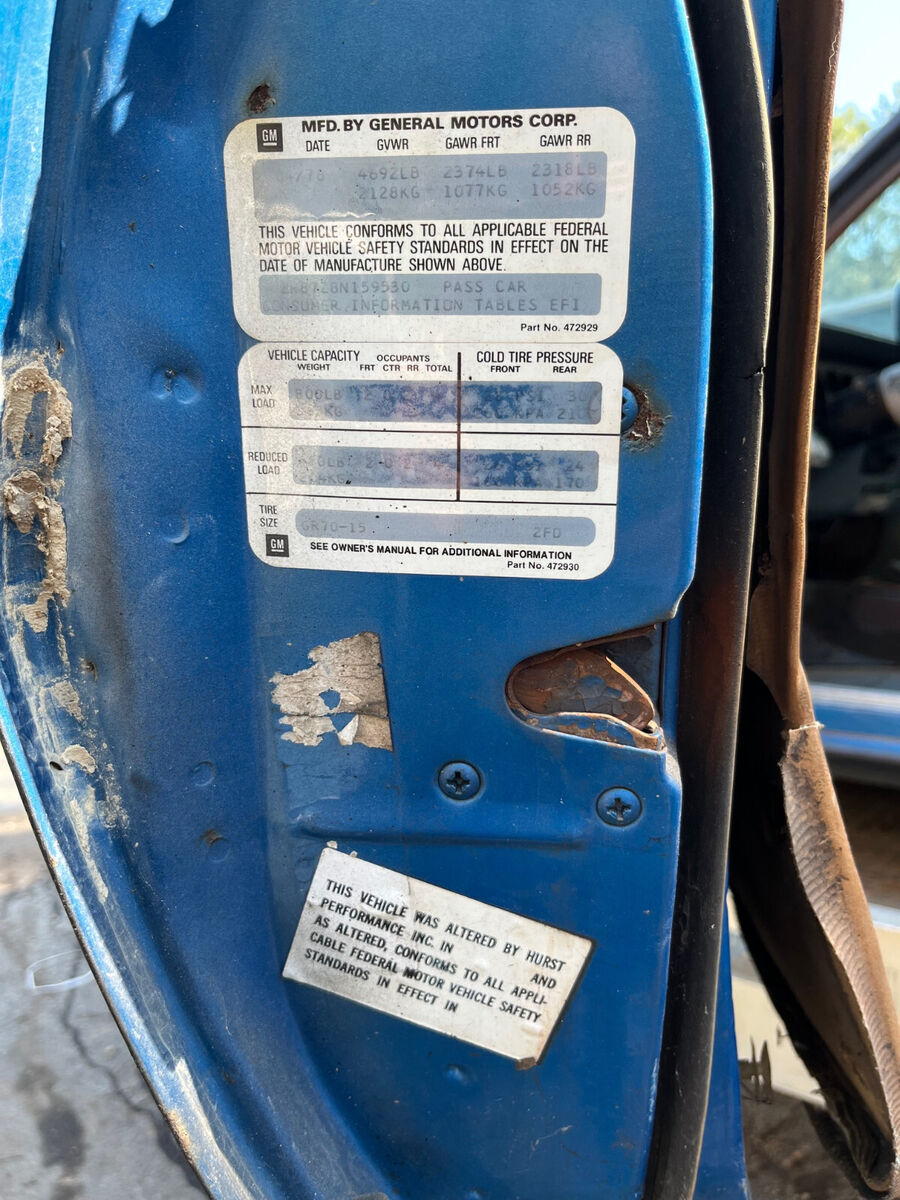 GM MFD. BY GENERAL MOTORS CORP.
DATE GVWR GAWR FRT GAWR RR
4692LB 2374LB 2318LB
2128KG 1077KG 1052KG
THIS VEHICLE CONFORMS TO ALL APPLICABLE FEDERAL
MOTOR VEHICLE SAFETY STANDARDS IN EFFECT ON THE
DATE OF MANUFACTURE SHOWN ABOVE.
PASS CAR
CONSUMER INFORMATION TABLES EFI
Part No. 472929
VEHICLE CAPACITY OCCUPANTS COLD TIRE PRESSURE
WEIGHT FRT CTR RR TOTAL FRONT REAR
MAX
LOAD
REDUCED
LOAD
24
170
TIRE
SIZE
GR70-15 2FD
GM SEE OWNER'S MANUAL FOR ADDITIONAL INFORMATION
Part No. 472930
THIS VEHICLE WAS ALTERED BY HURST
PERFORMANCE INC. IN AND
AS ALTERED, CONFORMS TO ALL APPLI-
CABLE FEDERAL MOTOR VEHICLE SAFETY
STANDARDS IN EFFECT IN